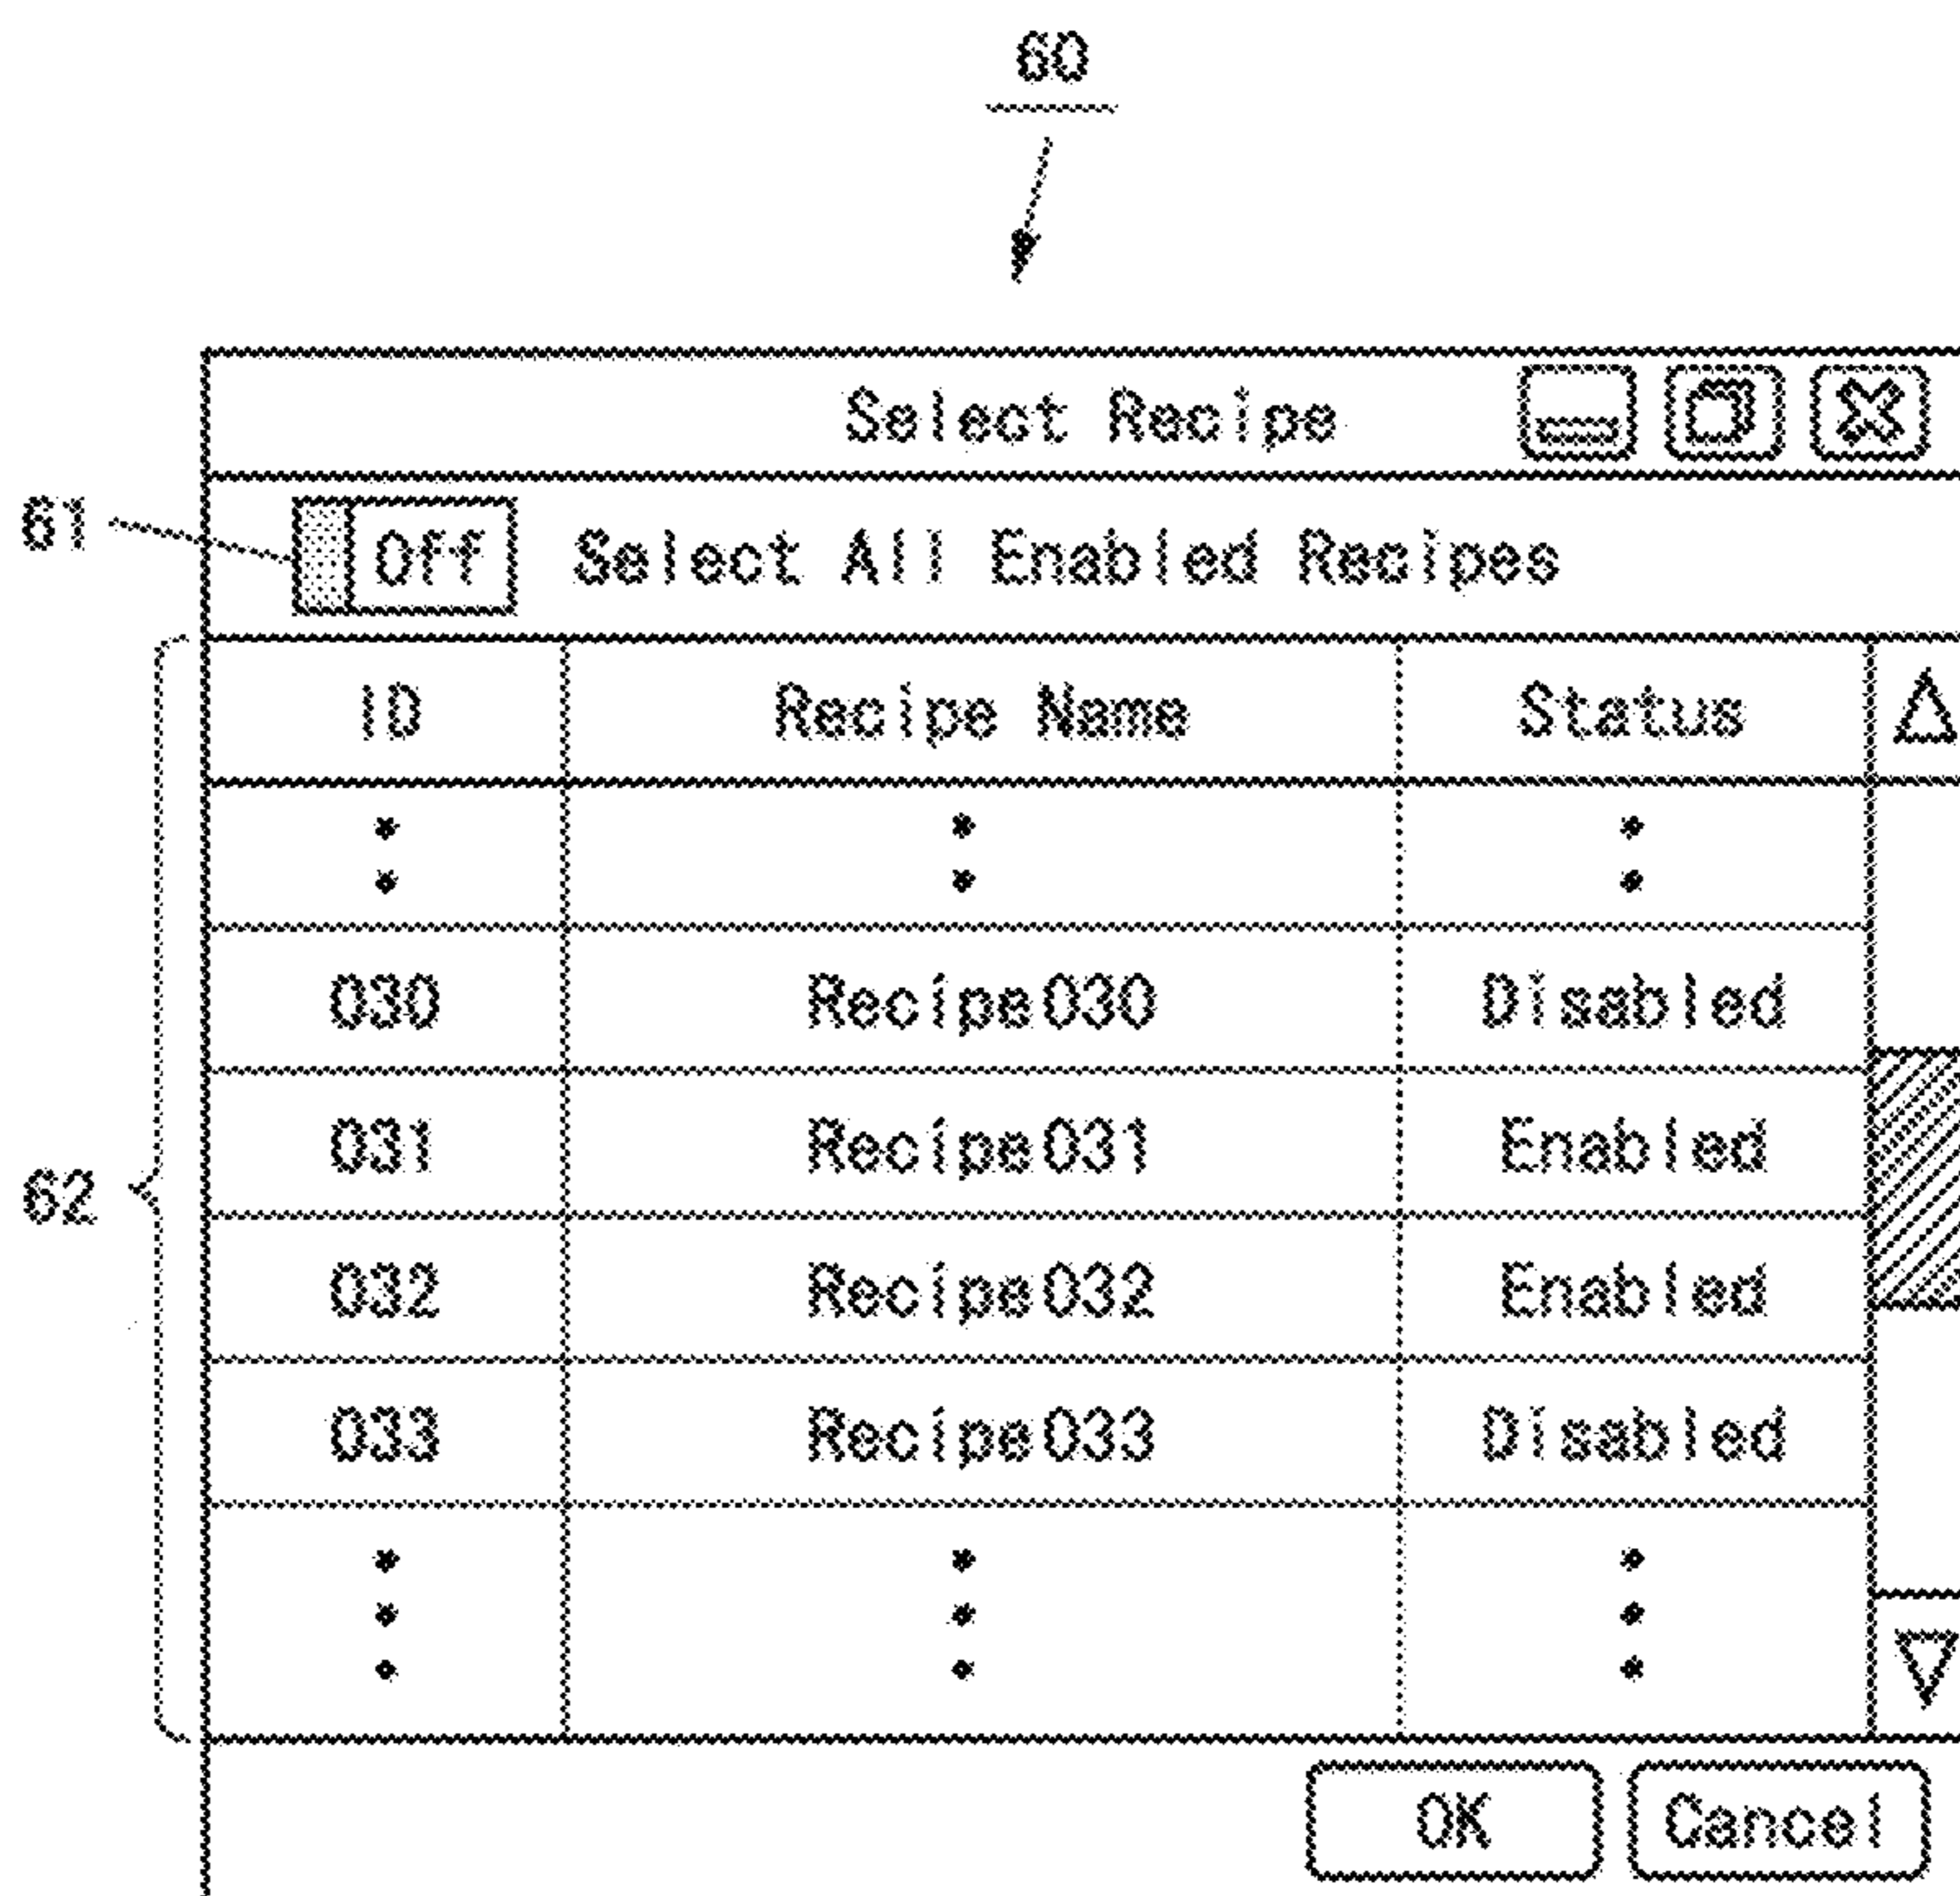 60
Select Recipe
61
Off Select All Enabled Recipes
ID Recipe Name Status
030 Recipe030 Disabled
031 Recipe031 Enabled
62
032 Recipe032 Enabled
033 Recipe033 Disabled
OK Cancel